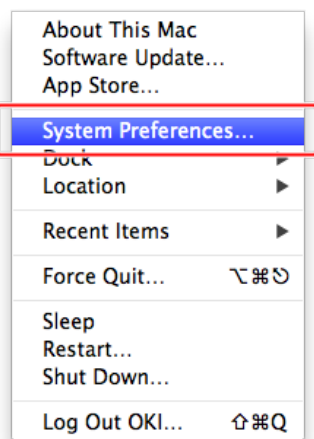 About This Mac
Software Update...
App Store...
System Preferences...
Dock ▶
Location ▶
Recent Items ▶
Force Quit... ⌥⌘⎋
Sleep
Restart...
Shut Down...
Log Out OKI... ⇧⌘Q